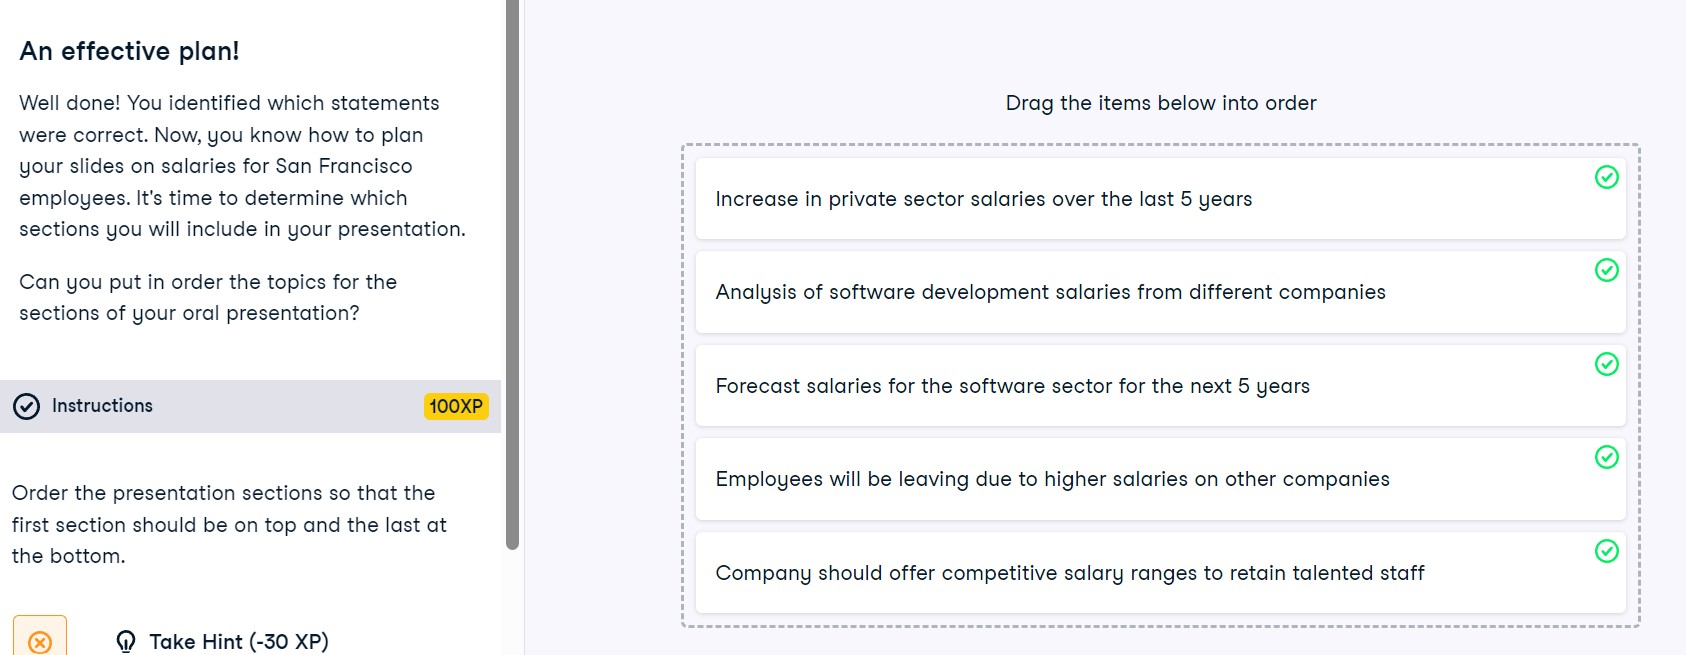 An effective plan!
Well done! You identified which statements
were correct. Now, you know how to plan
your slides on salaries for San Francisco
employees. It's time to determine which
sections you will include in your presentation.
Can you put in order the topics for the
sections of your oral presentation?
Instructions
100XP
Order the presentation sections so that the
first section should be on top and the last at
the bottom.
Take Hint (-30 XP)
Drag the items below into order
Increase in private sector salaries over the last 5 years
Analysis of software development salaries from different companies
Forecast salaries for the software sector for the next 5 years
Employees will be leaving due to higher salaries on other companies
Company should offer competitive salary ranges to retain talented staff